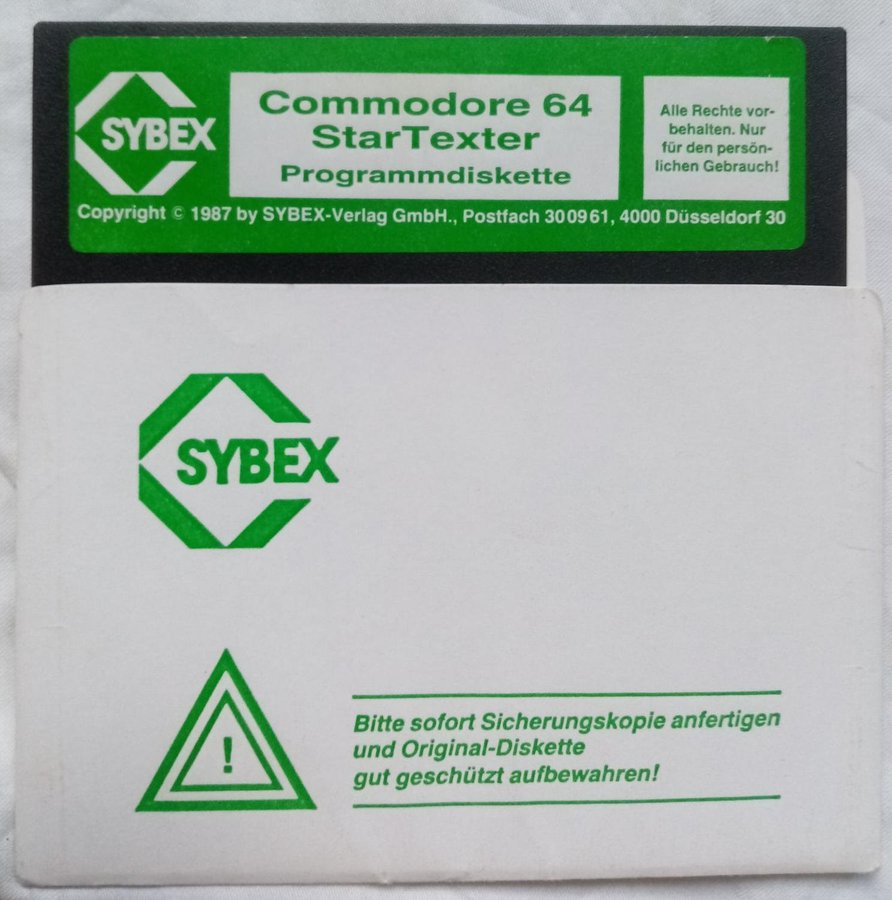 SYBEX
Commodore 64
StarTexter
Programmdiskette
Alle Rechte vor-
behalten. Nur
für den persön-
lichen Gebrauch!
Copyright © 1987 by SYBEX-Verlag GmbH., Postfach 300961, 4000 Düsseldorf 30
SYBEX
!
Bitte sofort Sicherungskopie anfertigen
und Original-Diskette
gut geschützt aufbewahren!